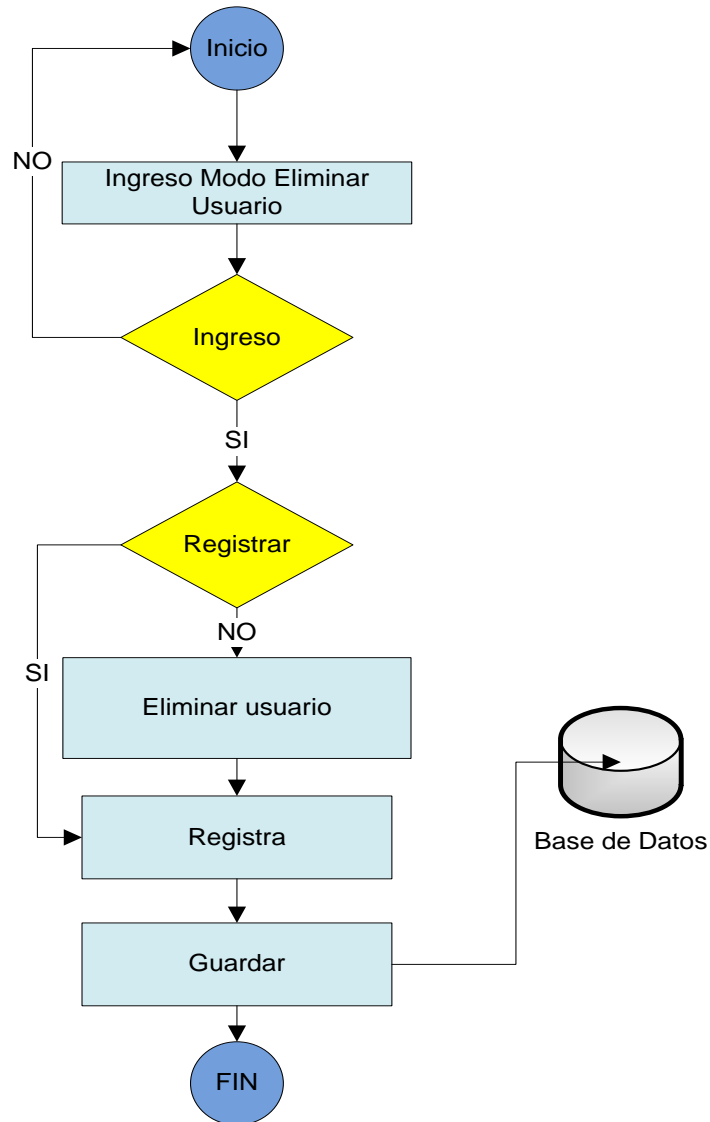 Inicio
NO
Ingreso Modo Eliminar
Usuario
Ingreso
SI
Registrar
NO
SI
Eliminar usuario
Registra
Base de Datos
Guardar
FIN